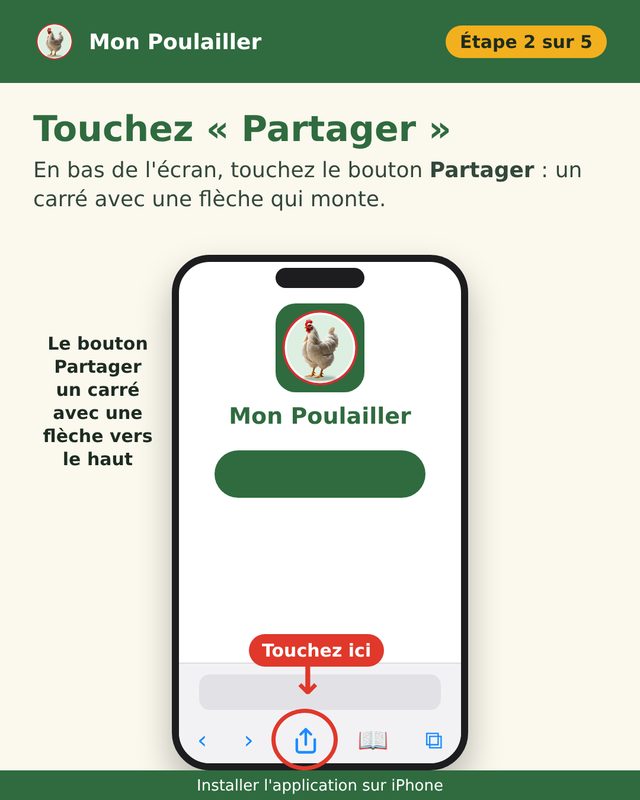 Mon Poulailler
Étape 2 sur 5
Touchez « Partager »
En bas de l'écran, touchez le bouton Partager : un
carré avec une flèche qui monte.
Le bouton
Partager
un carré
avec une
flèche vers
le haut
Mon Poulailler
Touchez ici
Installer l'application sur iPhone